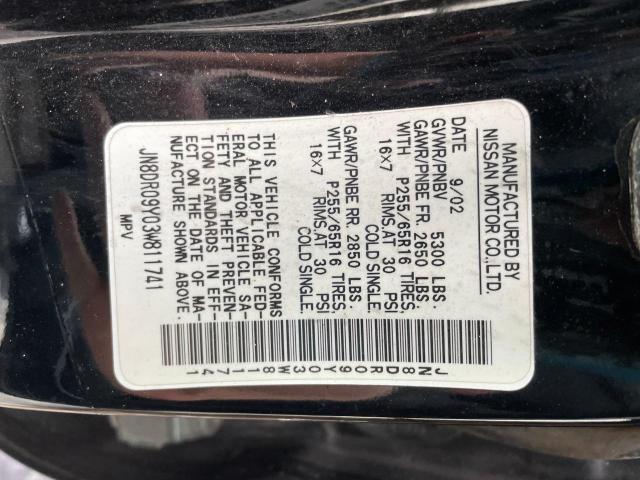 MANUFACTURED BY
NISSAN MOTOR CO.,LTD.
DATE 9/02
GVWR/PNBV 5300 LBS.
GAWR/PNBE FR. 2650 LBS.
WITH P255/65R16 TIRES,
16X7 RIMS,AT 30 PSI
COLD SINGLE.
GAWR/PNBE RR. 2850 LBS.
WITH P255/65R16 TIRES,
16X7 RIMS,AT 30 PSI
COLD SINGLE.
THIS VEHICLE CONFORMS
TO ALL APPLICABLE FED-
ERAL MOTOR VEHICLE SA-
FETY AND THEFT PREVEN-
TION STANDARDS IN EFF-
ECT ON THE DATE OF MA-
NUFACTURE SHOWN ABOVE.
JN8DR09Y03W811741
MPV
JN8DR09Y03W811741